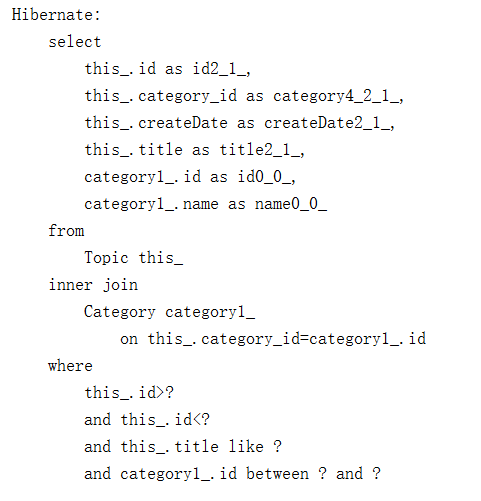 Hibernate:
    select
        this_.id as id2_1_,
        this_.category_id as category4_2_1_,
        this_.createDate as createDate2_1_,
        this_.title as title2_1_,
        category1_.id as id0_0_,
        category1_.name as name0_0_
    from
        Topic this_
    inner join
        Category category1_
            on this_.category_id=category1_.id
    where
        this_.id>?
        and this_.id<?
        and this_.title like ?
        and category1_.id between ? and ?